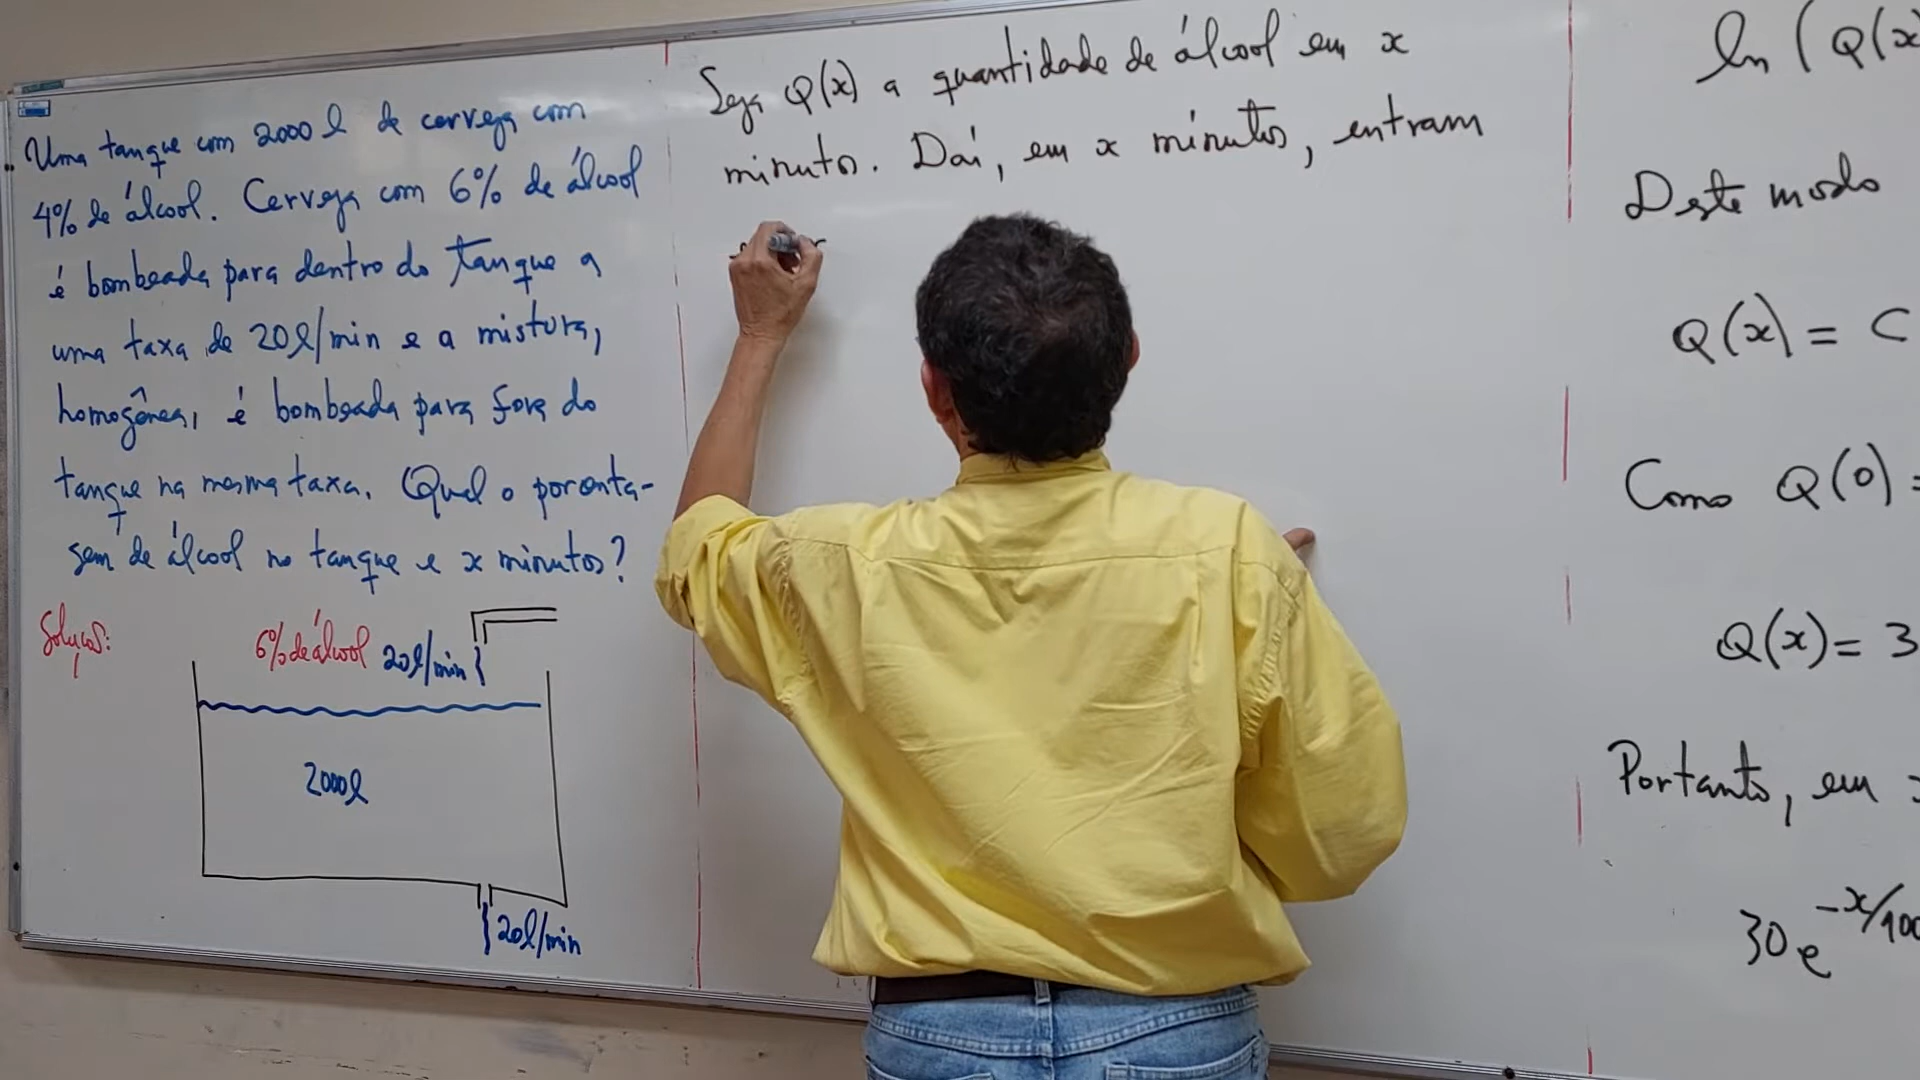 Uma tanque com 2000 l de cerveja com
4% de álcool. Cerveja com 6% de álcool
é bombeada para dentro do tanque a
uma taxa de 20l/min e a mistura,
homogênea, é bombeada para fora do
tanque na mesma taxa. Qual o porcenta-
gem de álcool no tanque e x minutos?
Solução:
6% de álcool 20l/min
2000l
20l/min
Seja Q(x) a quantidade de álcool em x
minutos. Daí, em x minutos, entram
ln (Q(x
Deste modo
Q(x) = C
Como Q(0) =
Q(x) = 3
Portanto, em
30e^{-x/100